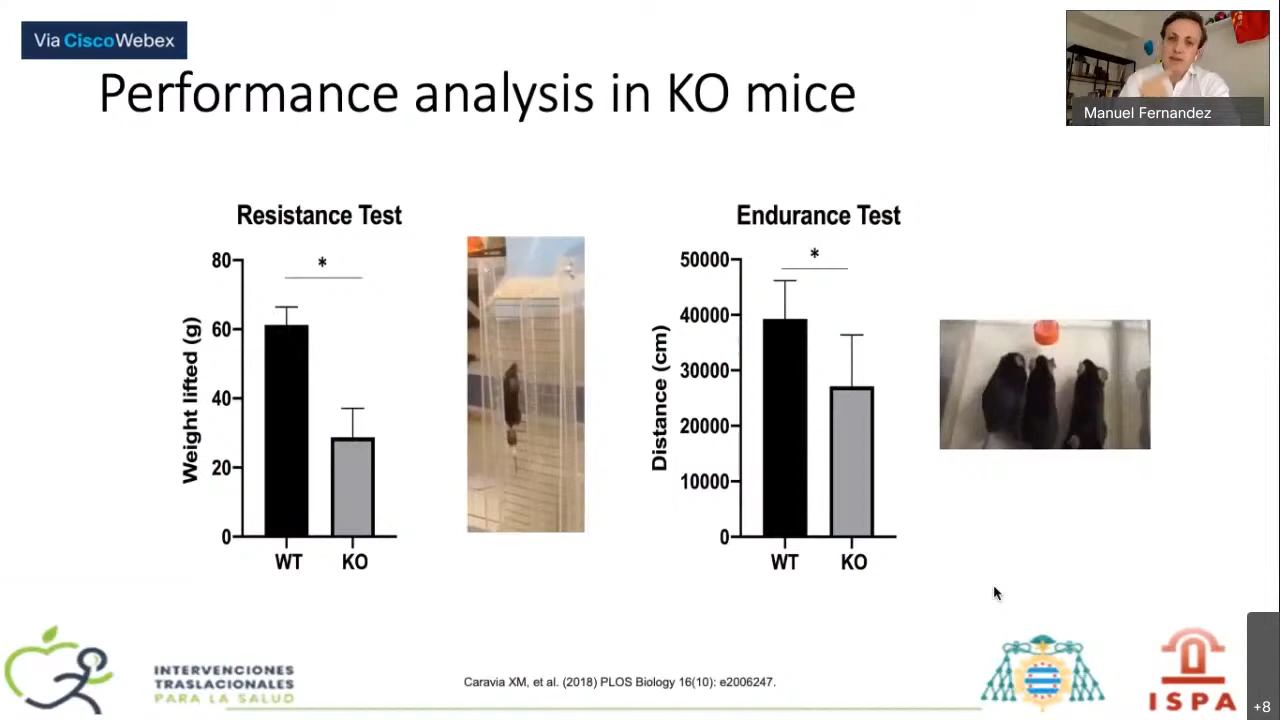 Via CiscoWebex
Performance analysis in KO mice
Manuel Fernandez
Resistance Test
80
60
40
20
0
Weight lifted (g)
*
WT
KO
Endurance Test
50000
40000
30000
20000
10000
0
Distance (cm)
*
WT
KO
INTERVENCIONES
TRASLACIONALES
PARA LA SALUD
Caravia XM, et al. (2018) PLOS Biology 16(10): e2006247.
ISPA
+8